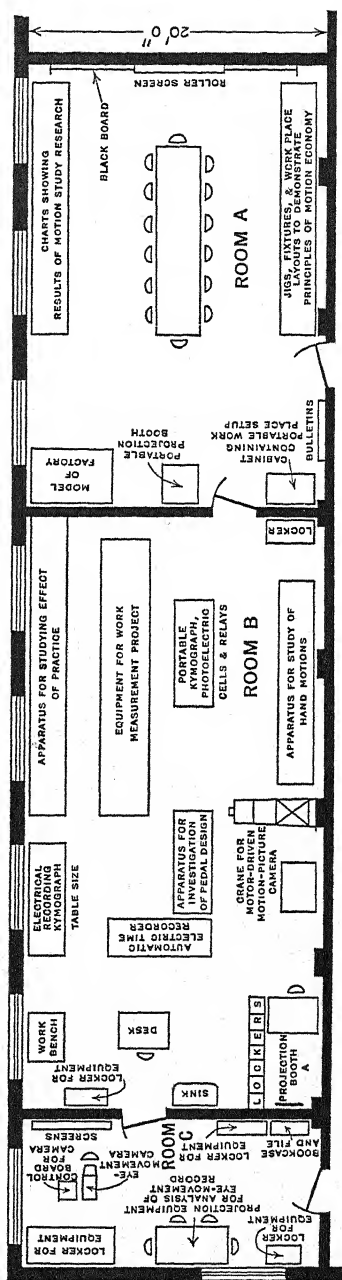 20'0"
ROLLER SCREEN
BLACK BOARD
CHARTS SHOWING
RESULTS OF MOTION STUDY RESEARCH
ROOM A
JIGS, FIXTURES, & WORK PLACE
LAYOUTS TO DEMONSTRATE
PRINCIPLES OF MOTION ECONOMY
MODEL
OF
FACTORY
PORTABLE
PROJECTION
BOOTH
CABINET
CONTAINING
PORTABLE WORK
PLACE SETUP
BULLETINS
LOCKER
APPARATUS FOR STUDYING EFFECT
OF PRACTICE
EQUIPMENT FOR WORK
MEASUREMENT PROJECT
PORTABLE
KYMOGRAPH,
PHOTOELECTRIC
CELLS & RELAYS
ROOM B
APPARATUS FOR STUDY OF
HAND MOTIONS
ELECTRICAL
RECORDING
KYMOGRAPH
TABLE SIZE
APPARATUS FOR
INVESTIGATION
OF PEDAL DESIGN
AUTOMATIC
ELECTRIC TIME
RECORDER
CRANE FOR
MOTOR-DRIVEN
MOTION-PICTURE
CAMERA
WORK
BENCH
DESK
LOCKER FOR
EQUIPMENT
SINK
LOCKERS
PROJECTION
BOOTH
A
SCREENS
ROOM
C
CONTROL
BOARD
FOR
CAMERA
EYE-
MOVEMENT
CAMERA
LOCKER FOR
EQUIPMENT
BOOKCASE
AND FILE
PROJECTION EQUIPMENT
FOR ANALYSIS OF
EYE-MOVEMENT
RECORD
LOCKER FOR
EQUIPMENT
LOCKER
FOR
EQUIPMENT